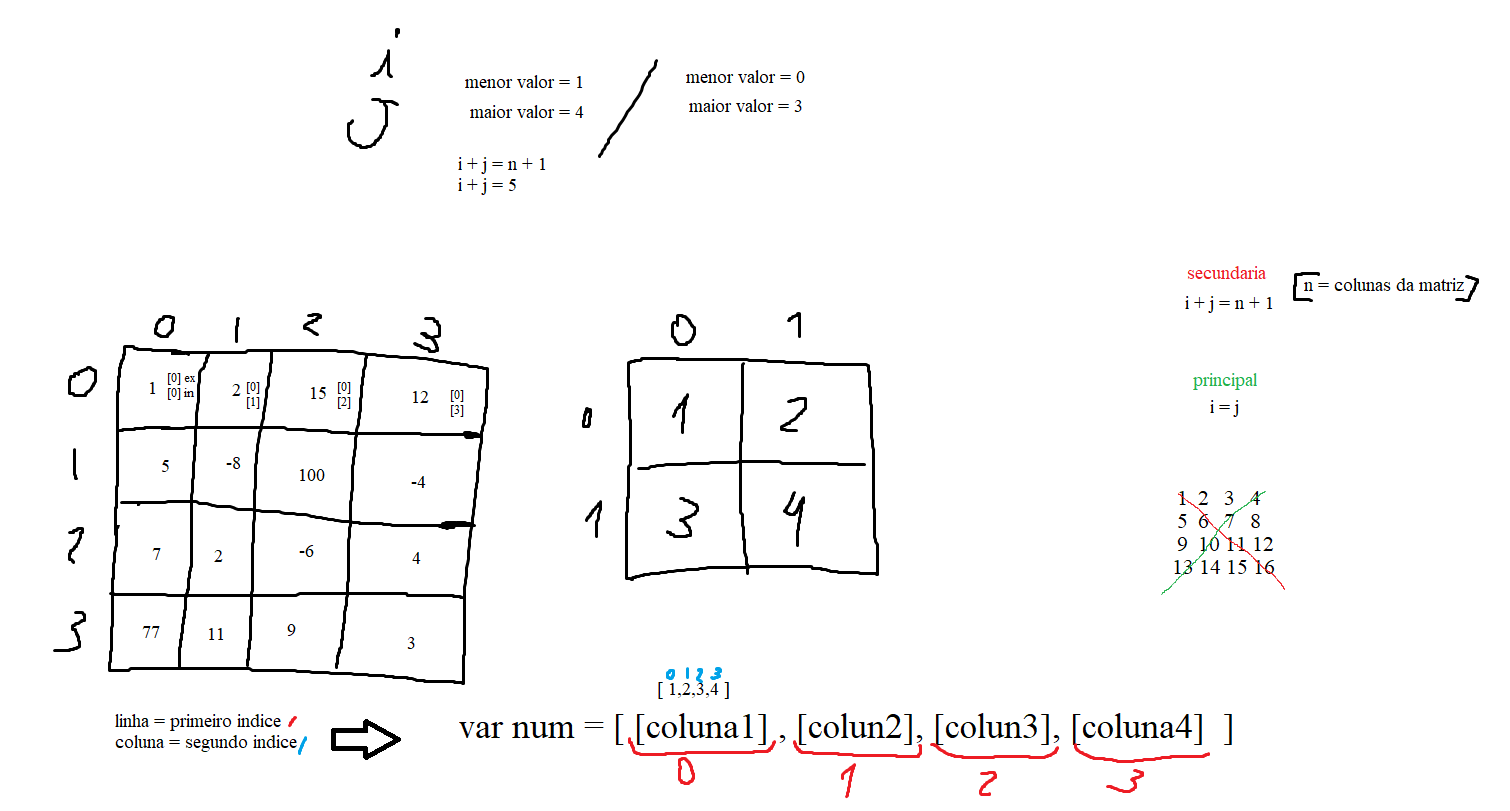 i
J
menor valor = 1
maior valor = 4
menor valor = 0
maior valor = 3
i + j = n + 1
i + j = 5
secundaria
i + j = n + 1
[n = colunas da matriz]
principal
i = j
0 1 2 3
0 1 [0] ex [0] in 2 [0] [1] 15 [0] [2] 12 [0] [3]
1 5 -8 100 -4
2 7 2 -6 4
3 77 11 9 3
0 1
0 1 2
1 3 4
1 2 3 4
5 6 7 8
9 10 11 12
13 14 15 16
0 1 2 3
[ 1,2,3,4 ]
linha = primeiro indice
coluna = segundo indice
var num = [ [coluna1] , [colun2], [colun3], [coluna4] ]
0 1 2 3